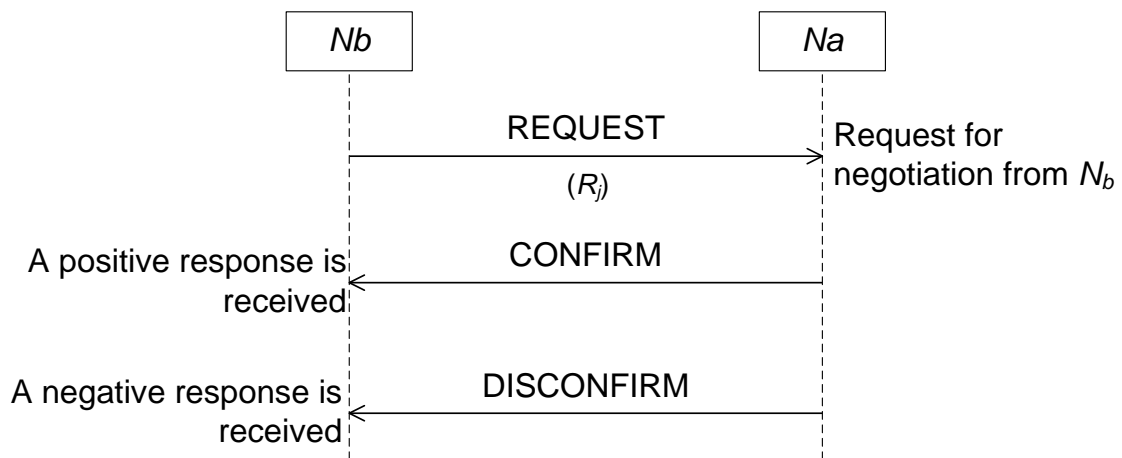 Nb
Na
REQUEST
(Rj)
Request for
negotiation from Nb
CONFIRM
A positive response is
received
DISCONFIRM
A negative response is
received